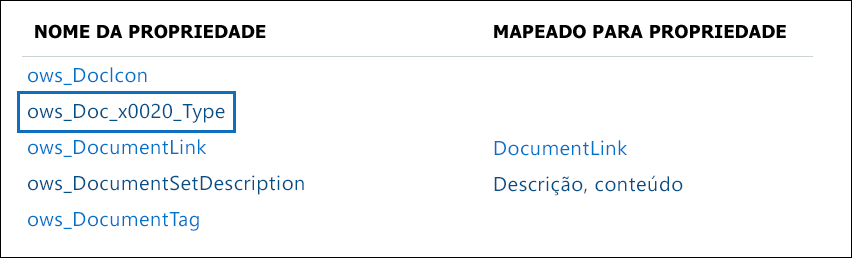 NOME DA PROPRIEDADE MAPEADO PARA PROPRIEDADE
ows_DocIcon
ows_Doc_x0020_Type
ows_DocumentLink DocumentLink
ows_DocumentSetDescription Descrição, conteúdo
ows_DocumentTag